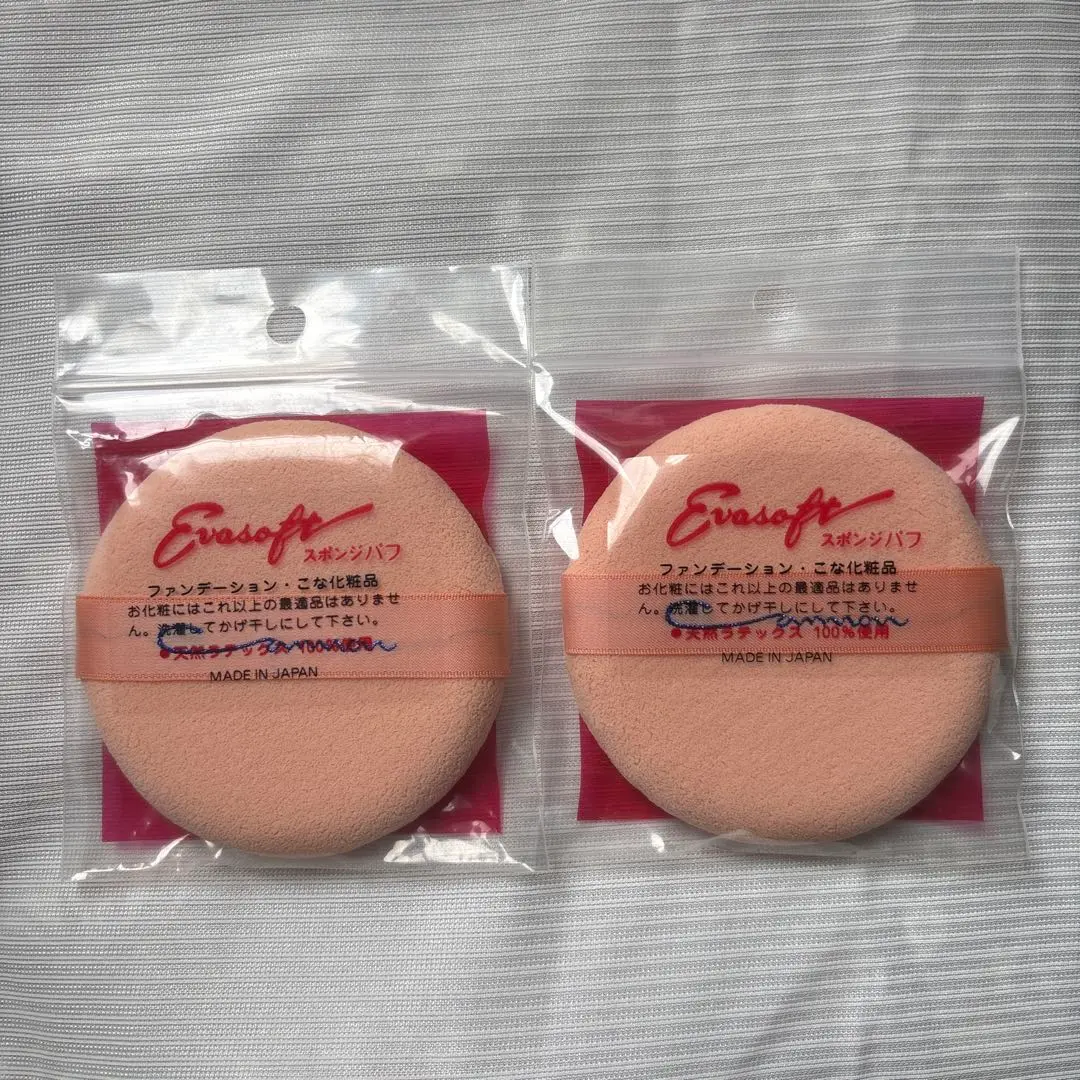 Evasoft
スポンジパフ
ファンデーション・こな化粧品
お化粧にはこれ以上の最適品はありませ
ん。洗濯してかげ干しにして下さい。
●天然ラテックス 100%使用
MADE IN JAPAN
Evasoft
スポンジパフ
ファンデーション・こな化粧品
お化粧にはこれ以上の最適品はありませ
ん。洗濯してかげ干しにして下さい。
●天然ラテックス 100%使用
MADE IN JAPAN